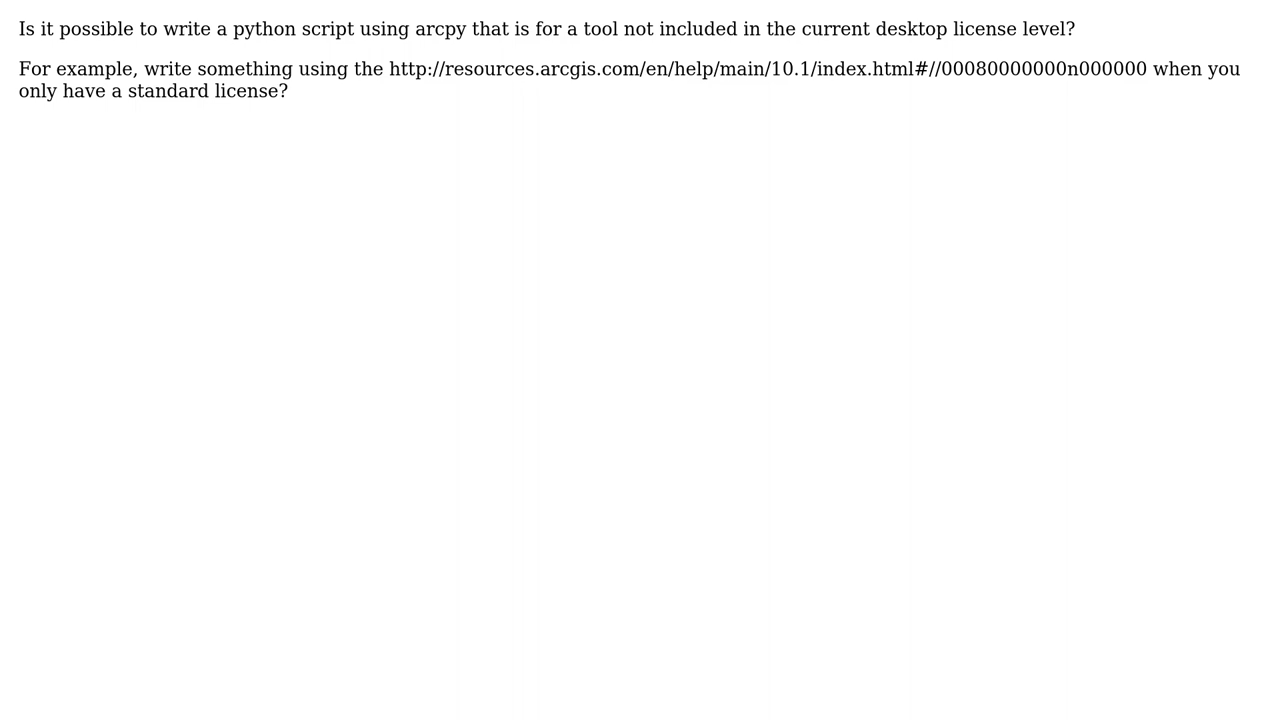 Is it possible to write a python script using arcpy that is for a tool not included in the current desktop license level?
For example, write something using the http://resources.arcgis.com/en/help/main/10.1/index.html#//00080000000n000000 when you
only have a standard license?